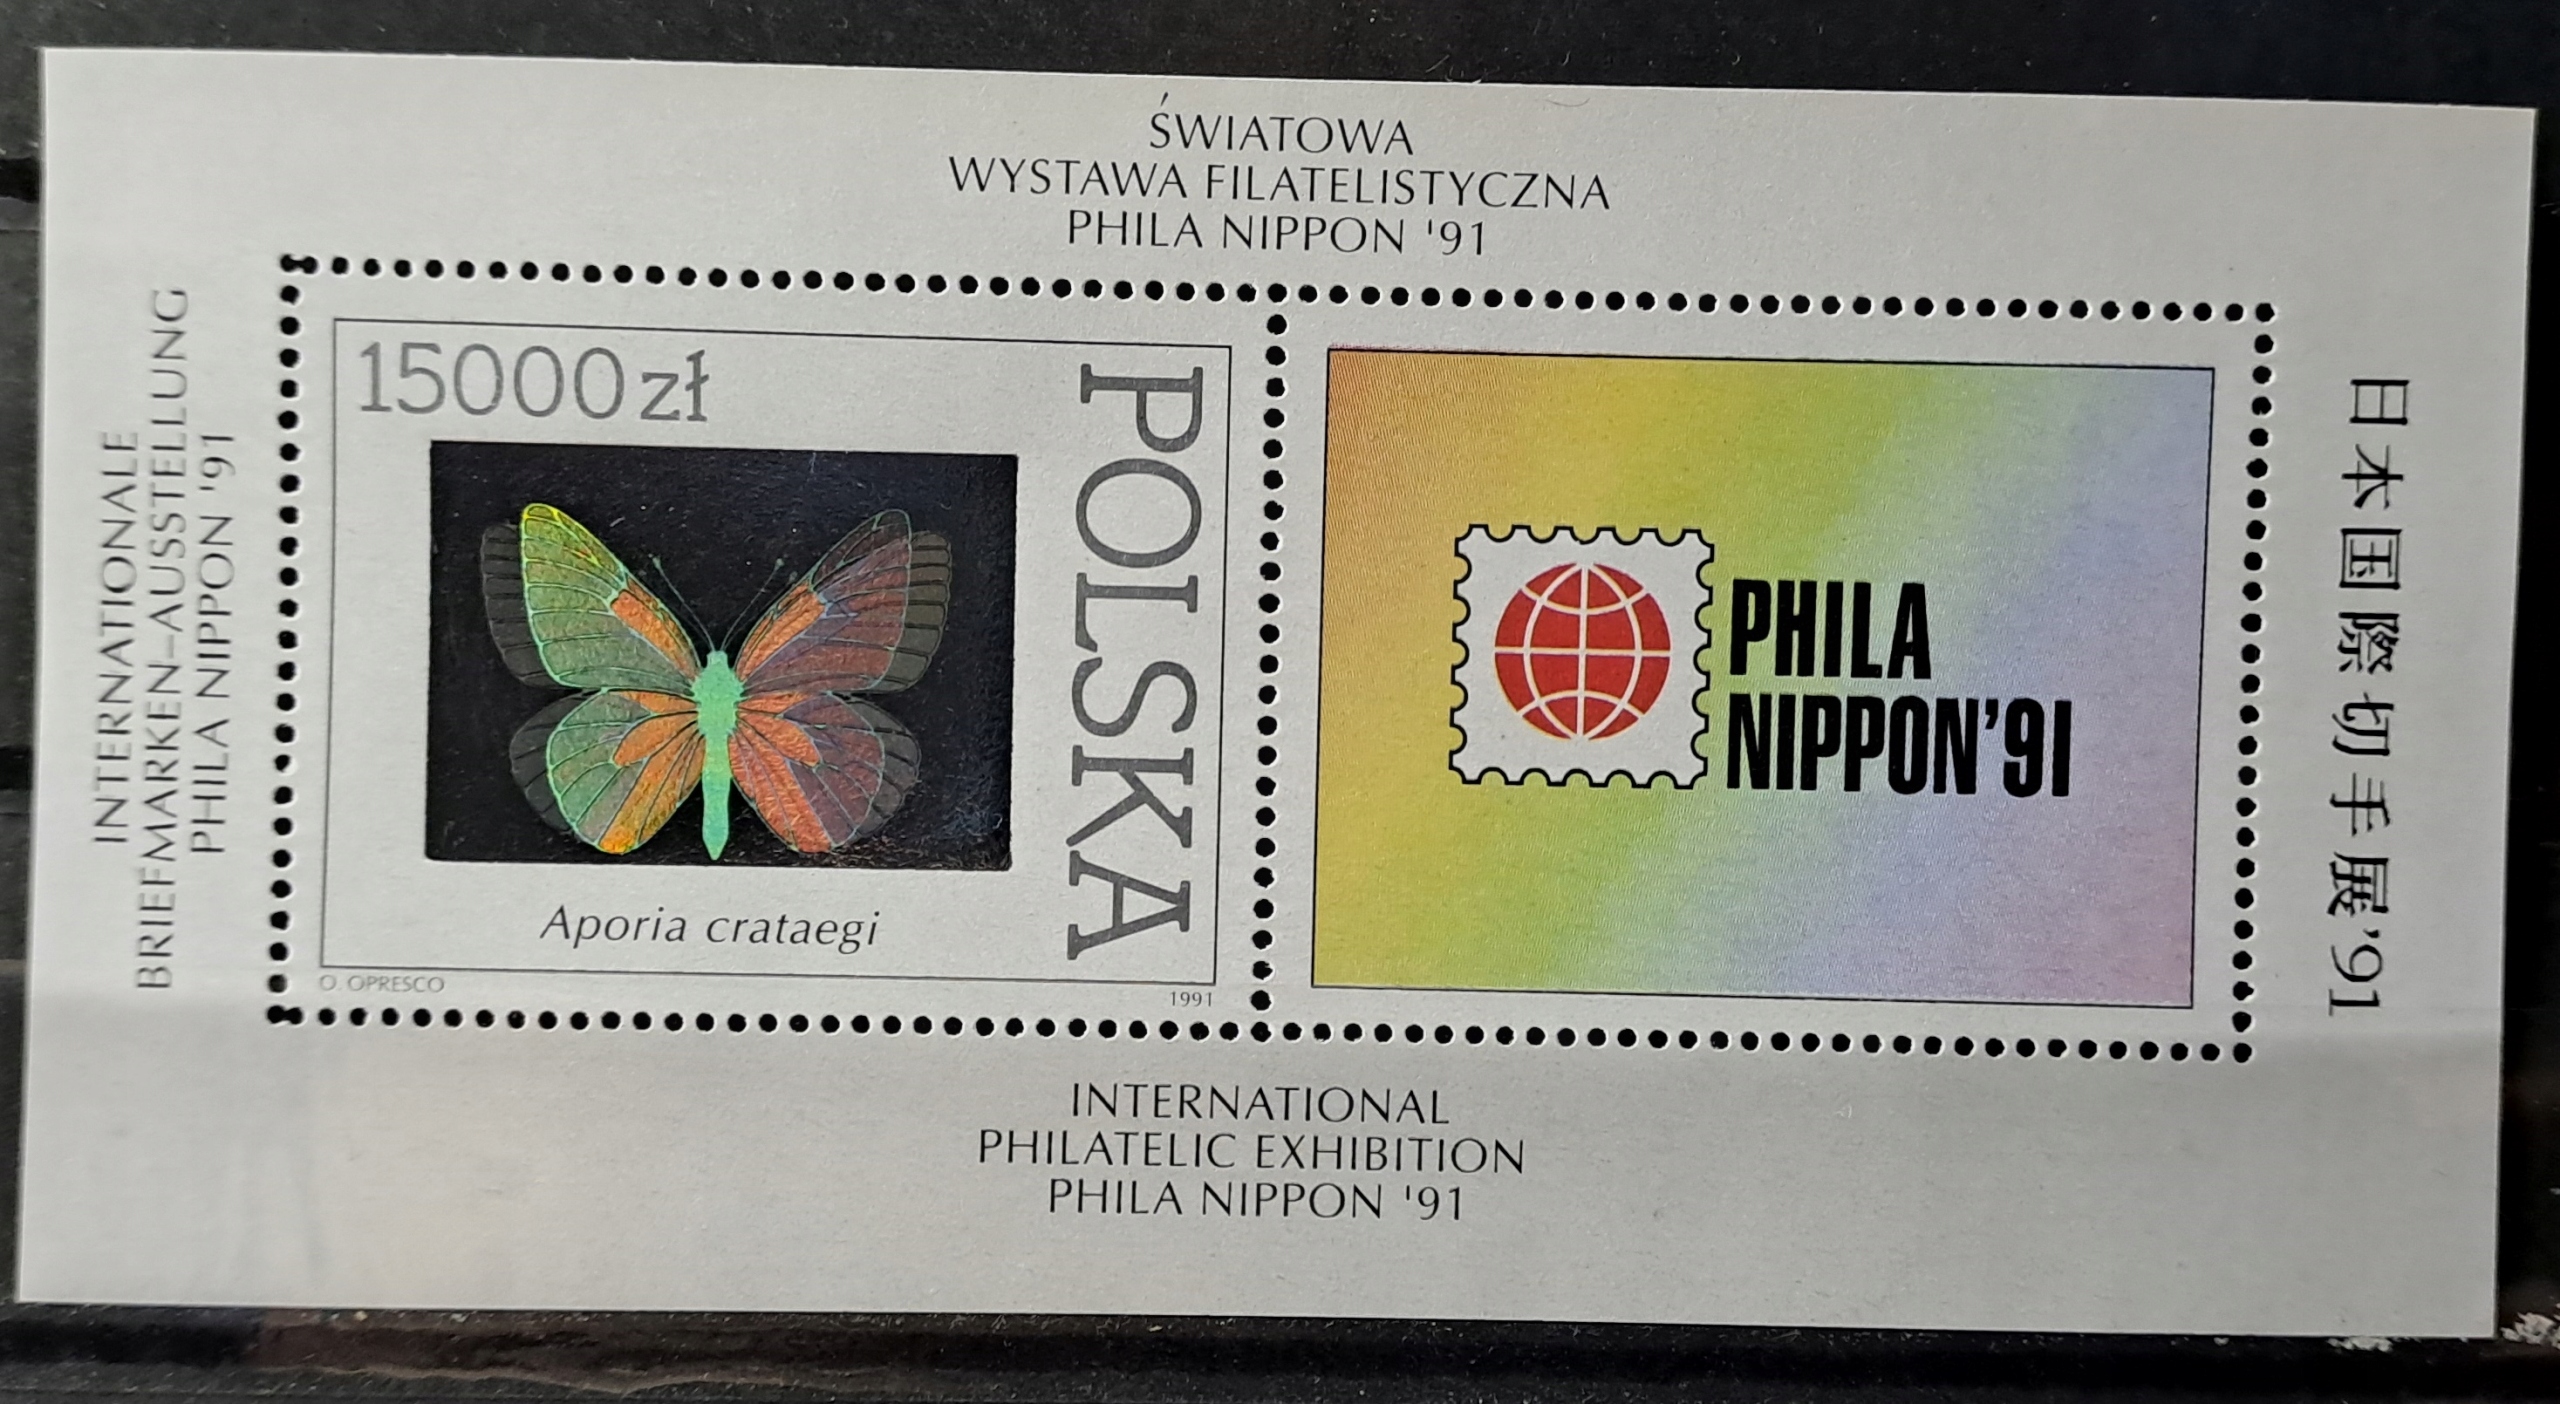 ŚWIATOWA
WYSTAWA FILATELISTYCZNA
PHILA NIPPON '91
INTERNATIONALE
BRIEFMARKEN-AUSSTELLUNG
PHILA NIPPON '91
15000 zł
POLSKA
Aporia crataegi
O. OPRESCO
1991
PHILA
NIPPON'91
日本国際切手展'91
INTERNATIONAL
PHILATELIC EXHIBITION
PHILA NIPPON '91